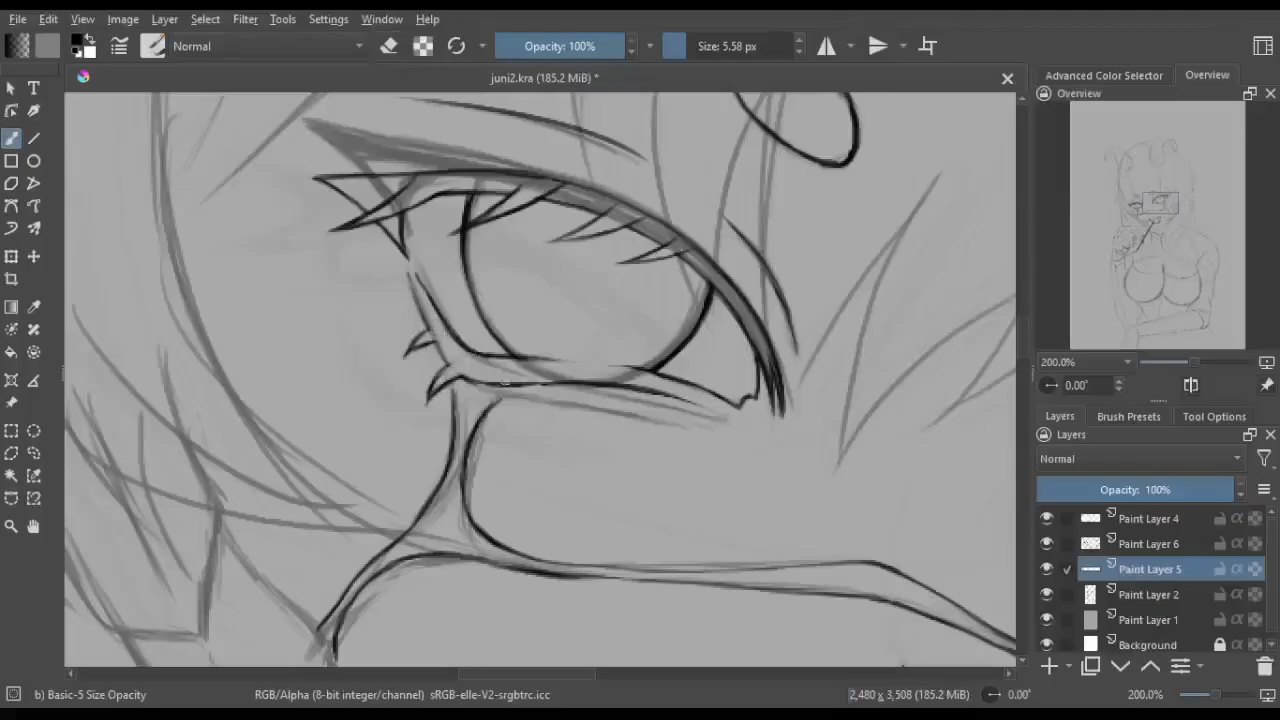 File Edit View Image Layer Select Filter Tools Settings Window Help
Normal Opacity: 100% Size: 5.58 px
juni2.kra (185.2 MiB) *
Advanced Color Selector Overview
Overview
200.0%
0.00°
Layers Brush Presets Tool Options
Layers
Normal
Opacity: 100%
Paint Layer 4
Paint Layer 6
Paint Layer 5
Paint Layer 2
Paint Layer 1
Background
b) Basic-5 Size Opacity RGB/Alpha (8-bit integer/channel) sRGB-elle-V2-srgbtrc.icc 2,480 x 3,508 (185.2 MiB) 0.00° 200.0%